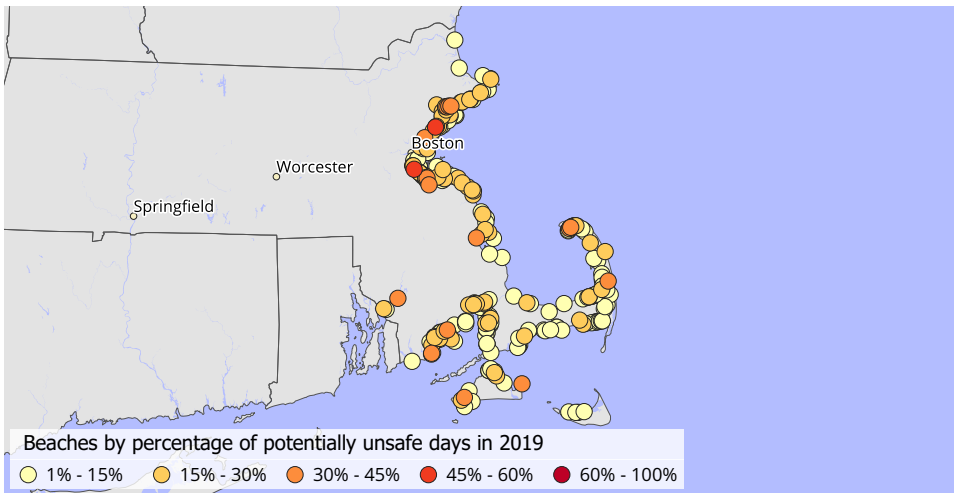 Boston
Worcester
Springfield
Beaches by percentage of potentially unsafe days in 2019
1% - 15% 15% - 30% 30% - 45% 45% - 60% 60% - 100%